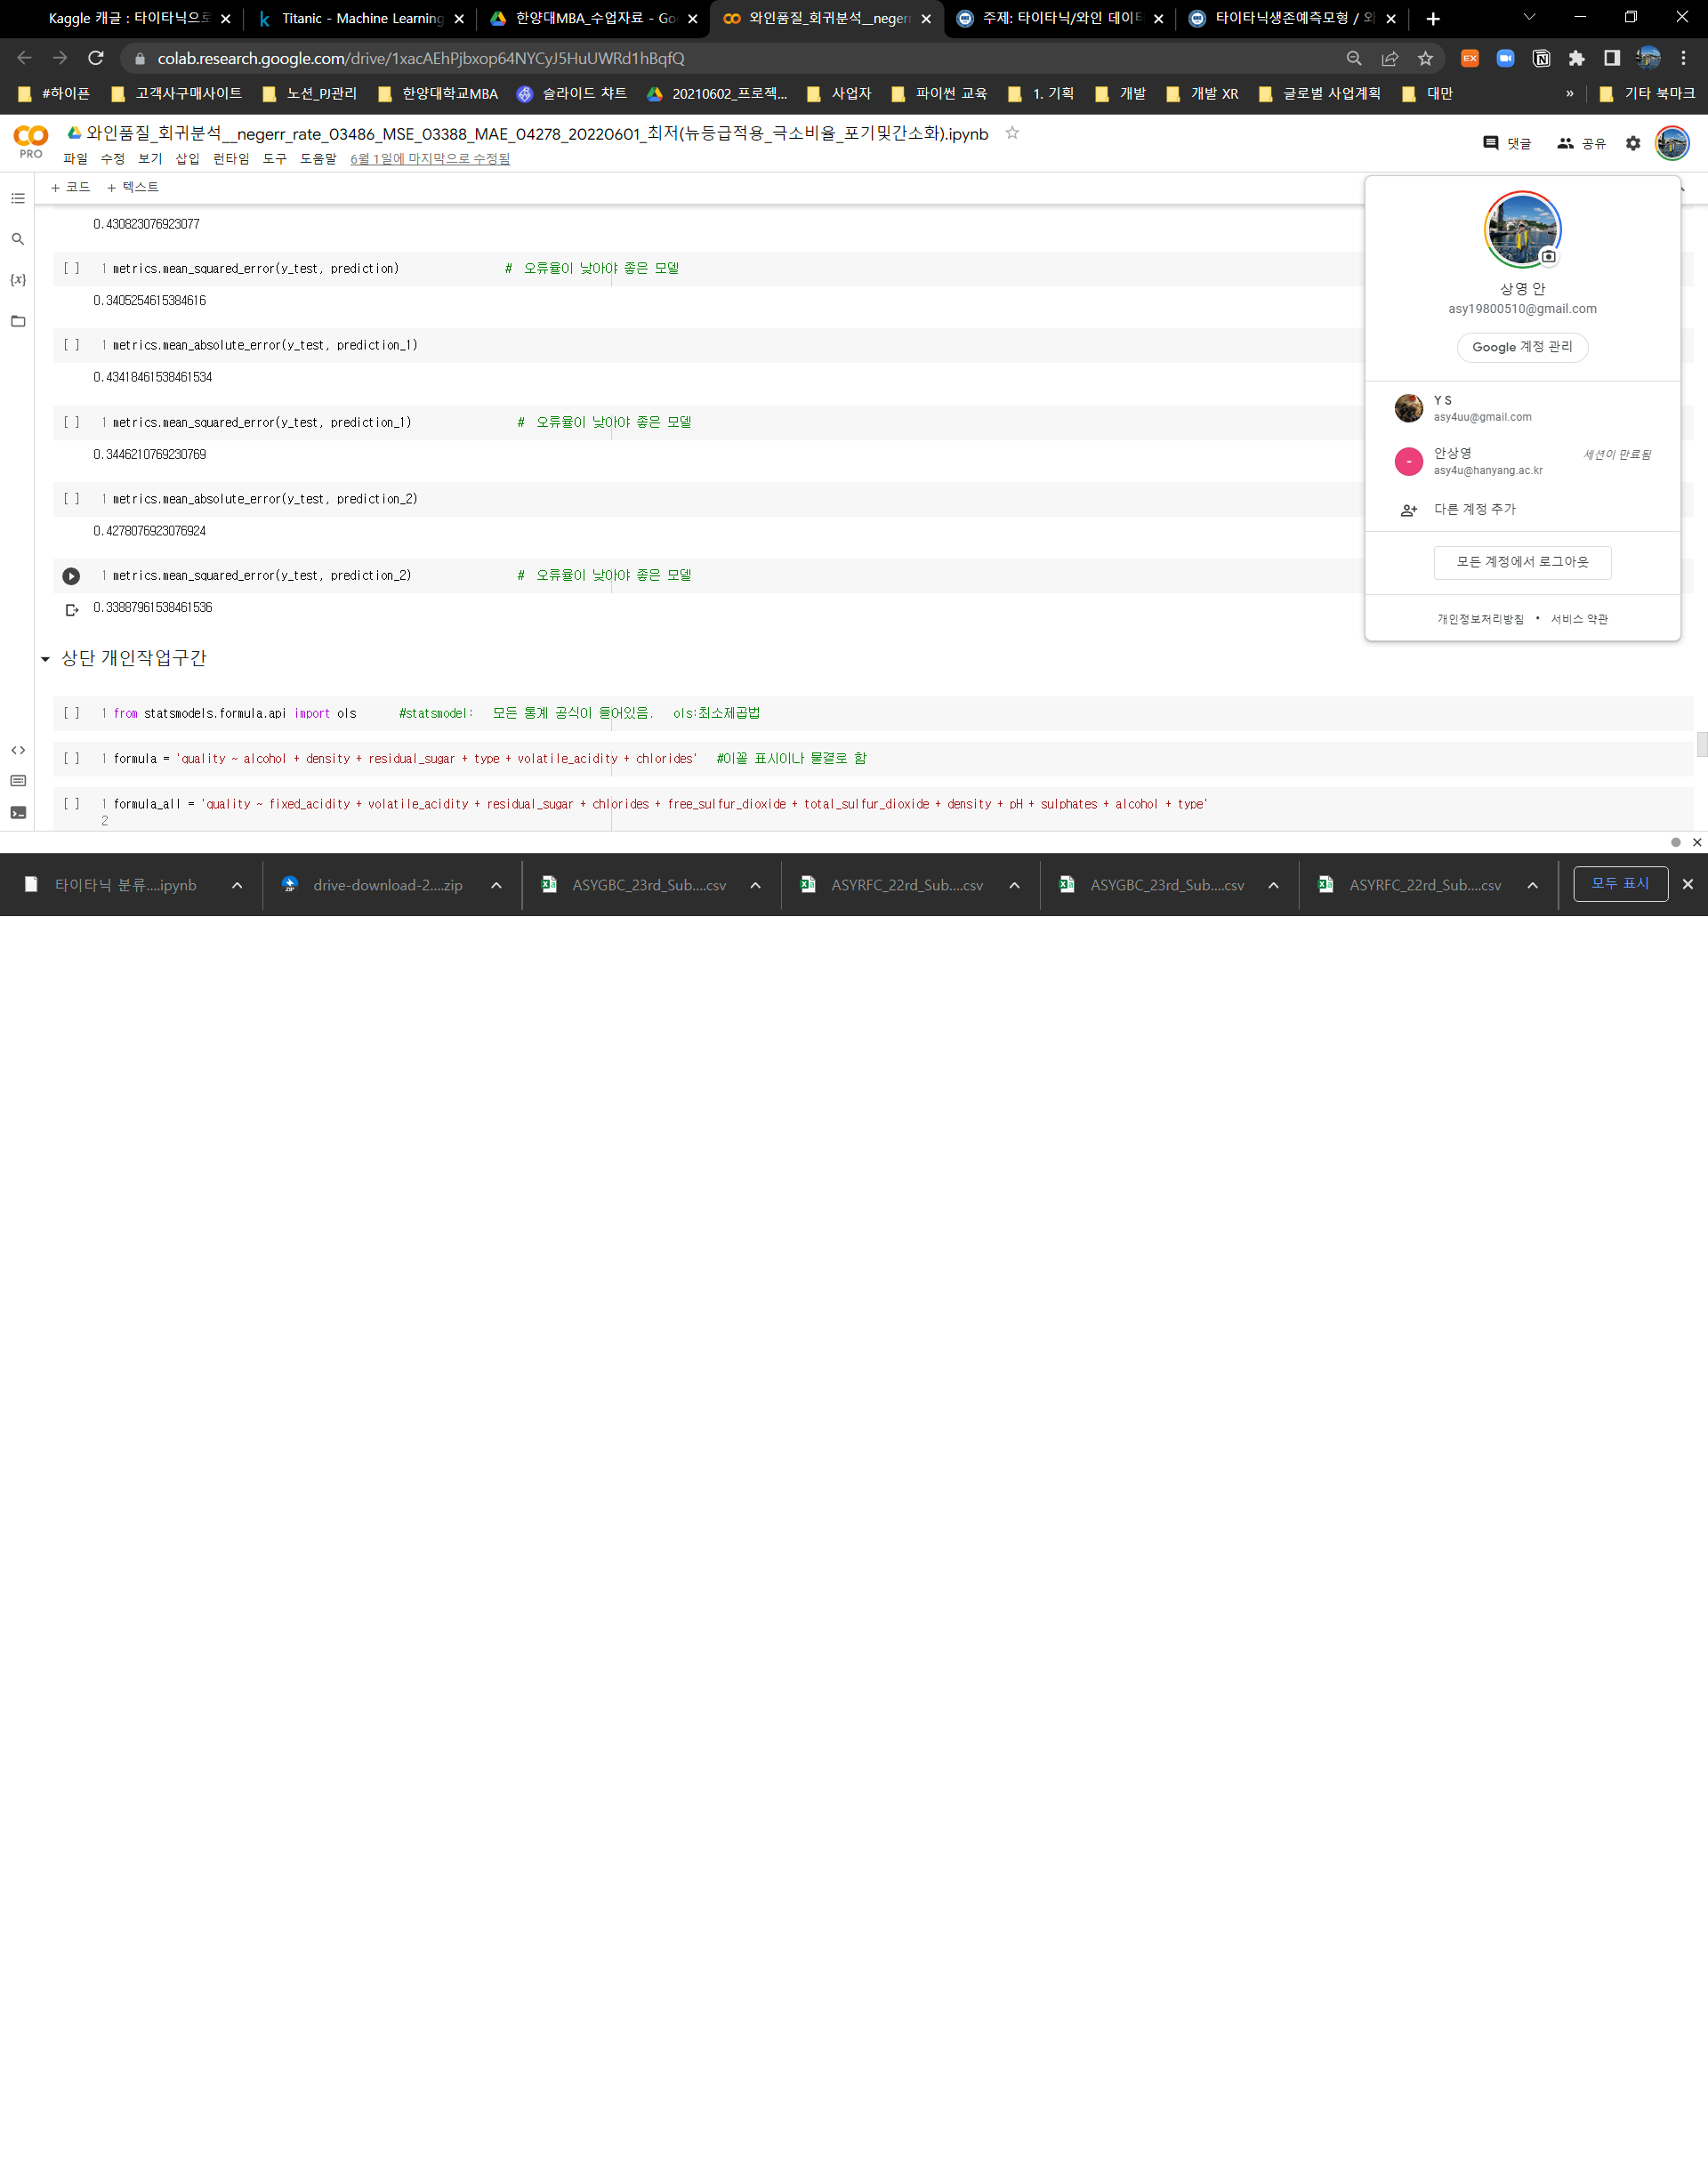 Kaggle 캐글 : 타이타닉으로
Titanic - Machine Learning
한양대MBA_수업자료 - Goo
와인품질_회귀분석__negerr
주제: 타이타닉/와인 데이터
타이타닉생존예측모형 / 와
colab.research.google.com/drive/1xacAEhPjbxop64NYCyJ5HuUWRd1hBqfQ
#하이픈
고객사구매사이트
노션_PJ관리
한양대학교MBA
슬라이드 챠트
20210602_프로젝...
사업자
파이썬 교육
1. 기획
개발
개발 XR
글로벌 사업계획
대만
»
기타 북마크
와인품질_회귀분석__negerr_rate_03486_MSE_03388_MAE_04278_20220601_최저(뉴등급적용_극소비율_포기및간소화).ipynb
PRO
파일 수정 보기 삽입 런타임 도구 도움말 6월 1일에 마지막으로 수정됨
댓글
공유
+ 코드 + 텍스트
0.430823076923077
[ ] 1 metrics.mean_squared_error(y_test, prediction) # 오류율이 낮아야 좋은 모델
0.3405254615384616
[ ] 1 metrics.mean_absolute_error(y_test, prediction_1)
0.43418461538461534
[ ] 1 metrics.mean_squared_error(y_test, prediction_1) # 오류율이 낮아야 좋은 모델
0.3446210769230769
[ ] 1 metrics.mean_absolute_error(y_test, prediction_2)
0.4278076923076924
1 metrics.mean_squared_error(y_test, prediction_2) # 오류율이 낮아야 좋은 모델
0.33887961538461536
상단 개인작업구간
[ ] 1 from statsmodels.formula.api import ols #statsmodel: 모든 통계 공식이 들어있음. ols:최소제곱법
[ ] 1 formula = 'quality ~ alcohol + density + residual_sugar + type + volatile_acidity + chlorides' #이꼴 표시이나 물결로 함
[ ] 1 formula_all = 'quality ~ fixed_acidity + volatile_acidity + residual_sugar + chlorides + free_sulfur_dioxide + total_sulfur_dioxide + density + pH + sulphates + alcohol + type'
2
상영 안
asy19800510@gmail.com
Google 계정 관리
Y S
asy4uu@gmail.com
안상영
세션이 만료됨
asy4u@hanyang.ac.kr
다른 계정 추가
모든 계정에서 로그아웃
개인정보처리방침 • 서비스 약관
타이타닉 분류....ipynb
drive-download-2....zip
ASYGBC_23rd_Sub....csv
ASYRFC_22rd_Sub....csv
ASYGBC_23rd_Sub....csv
ASYRFC_22rd_Sub....csv
모두 표시